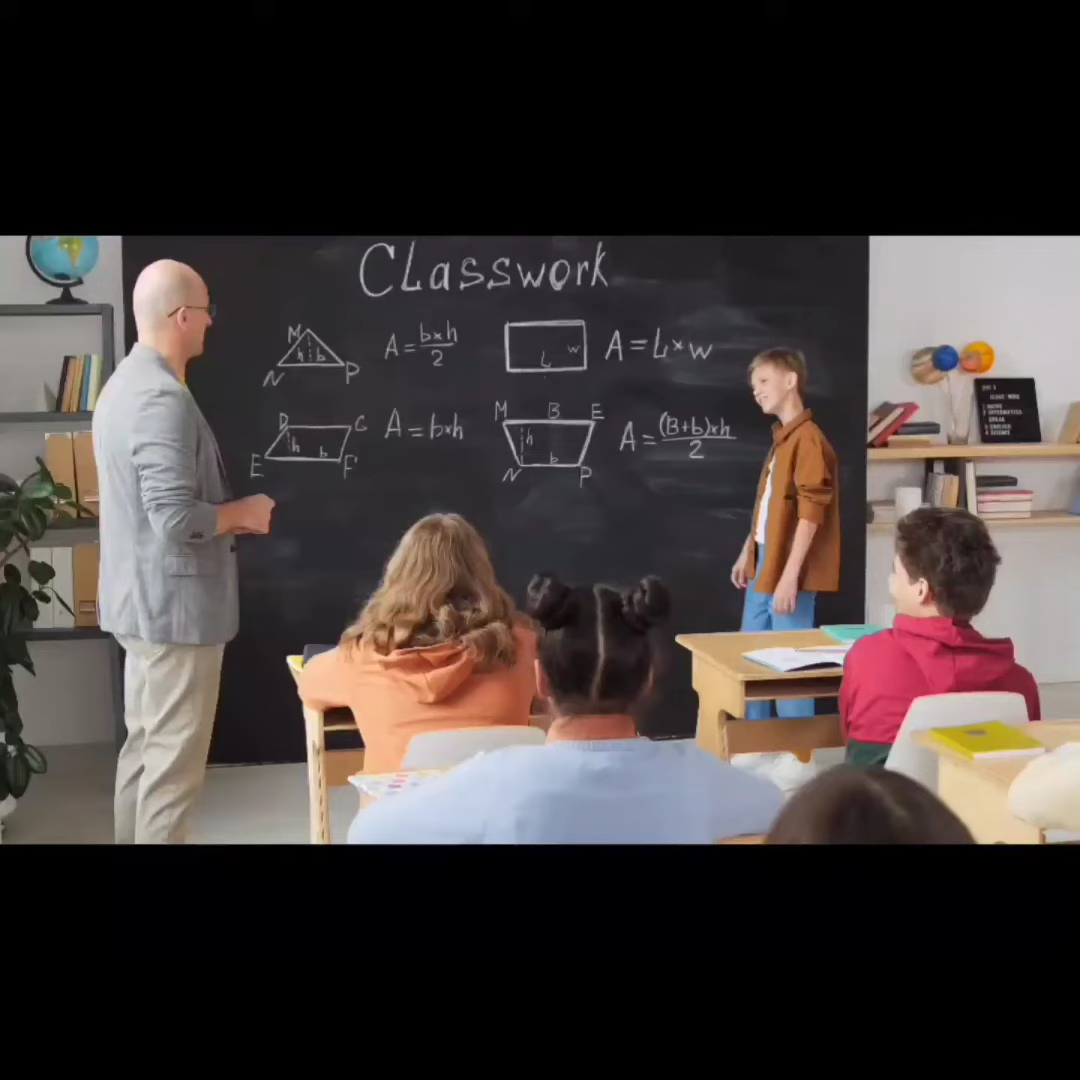 CLasswork
M
h b
N P
A = b×h/2
L w
A = L×w
D C
h b
E F
A = b×h
M B E
h
b
N P
A = (B+b)×h/2